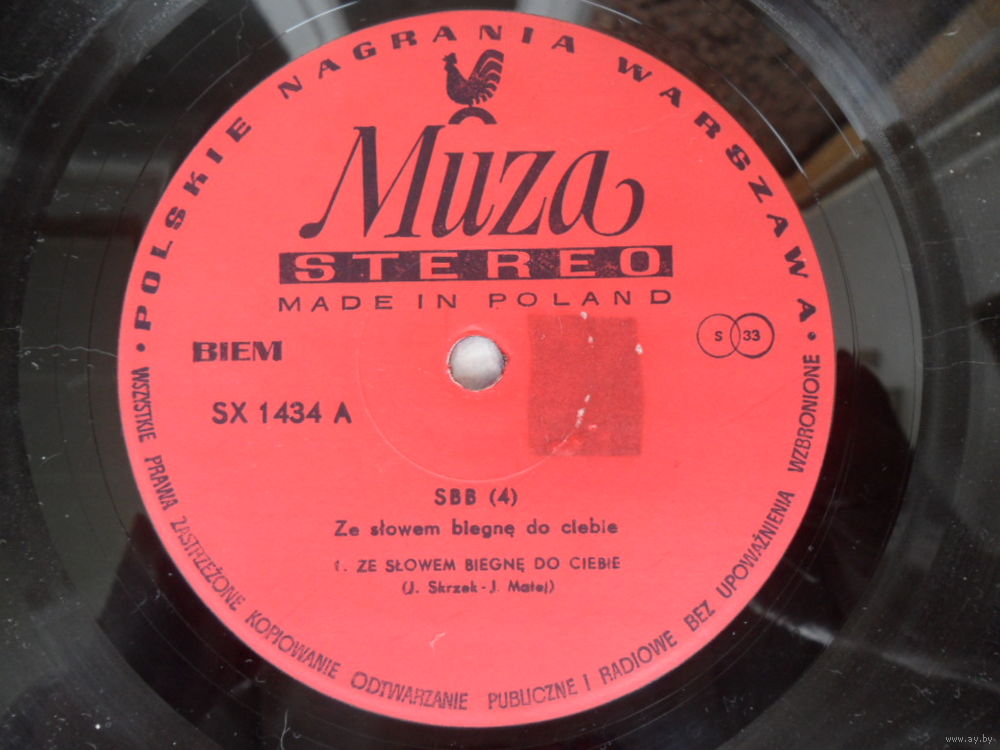 • POLSKIE NAGRANIA WARSZAWA •
Muza
STEREO
MADE IN POLAND
BIEM
S 33
SX 1434 A
SBB (4)
Ze słowem biegnę do ciebie
1. ZE SŁOWEM BIEGNĘ DO CIEBIE
(J. Skrzek - J. Matej)
WSZYSTKIE PRAWA ZASTRZEŻONE KOPIOWANIE ODTWARZANIE PUBLICZNE I RADIOWE BEZ UPOWAŻNIENIA WZBRONIONE
www.ay.by